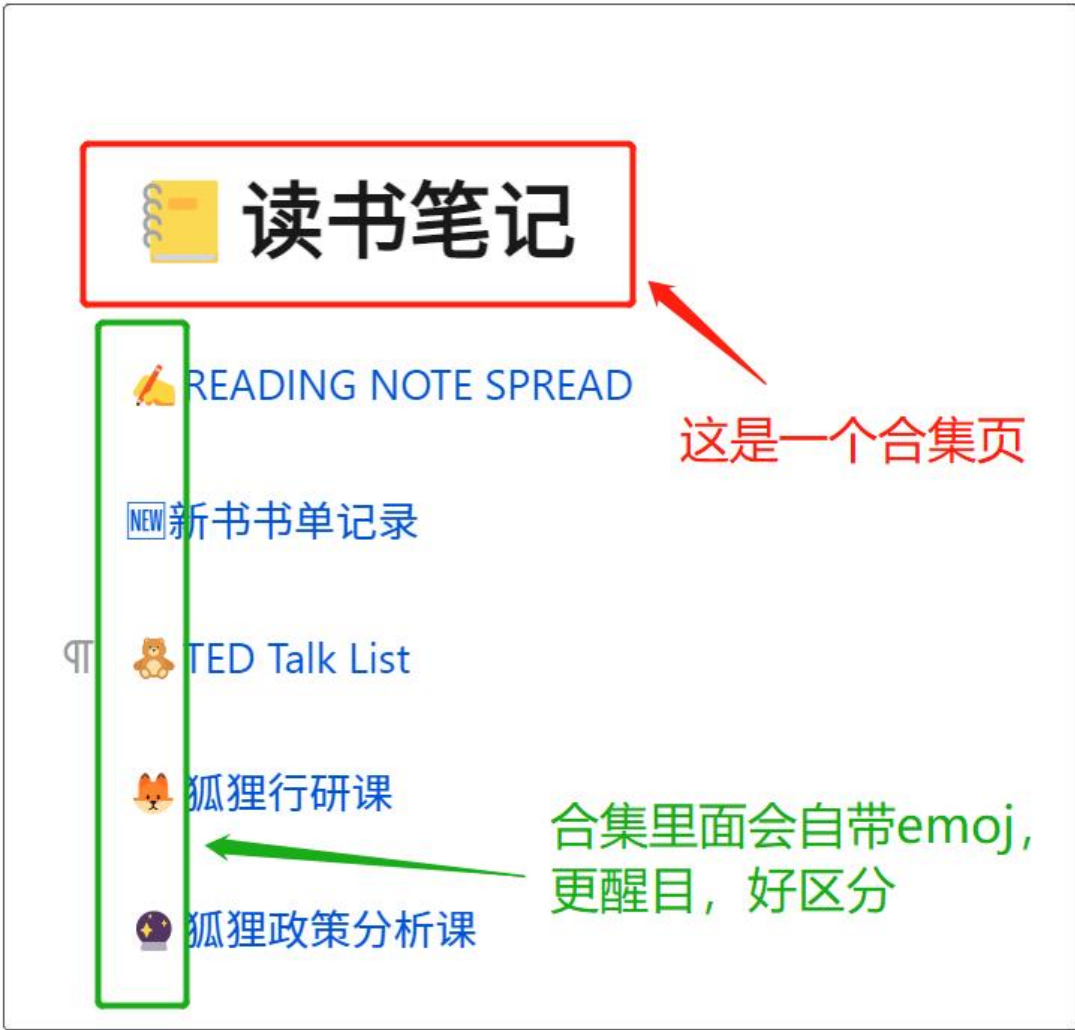 📒 读书笔记
✍️READING NOTE SPREAD
这是一个合集页
🆕新书书单记录
¶ 🧸TED Talk List
🦊狐狸行研课
合集里面会自带emoj，
更醒目，好区分
🔮狐狸政策分析课